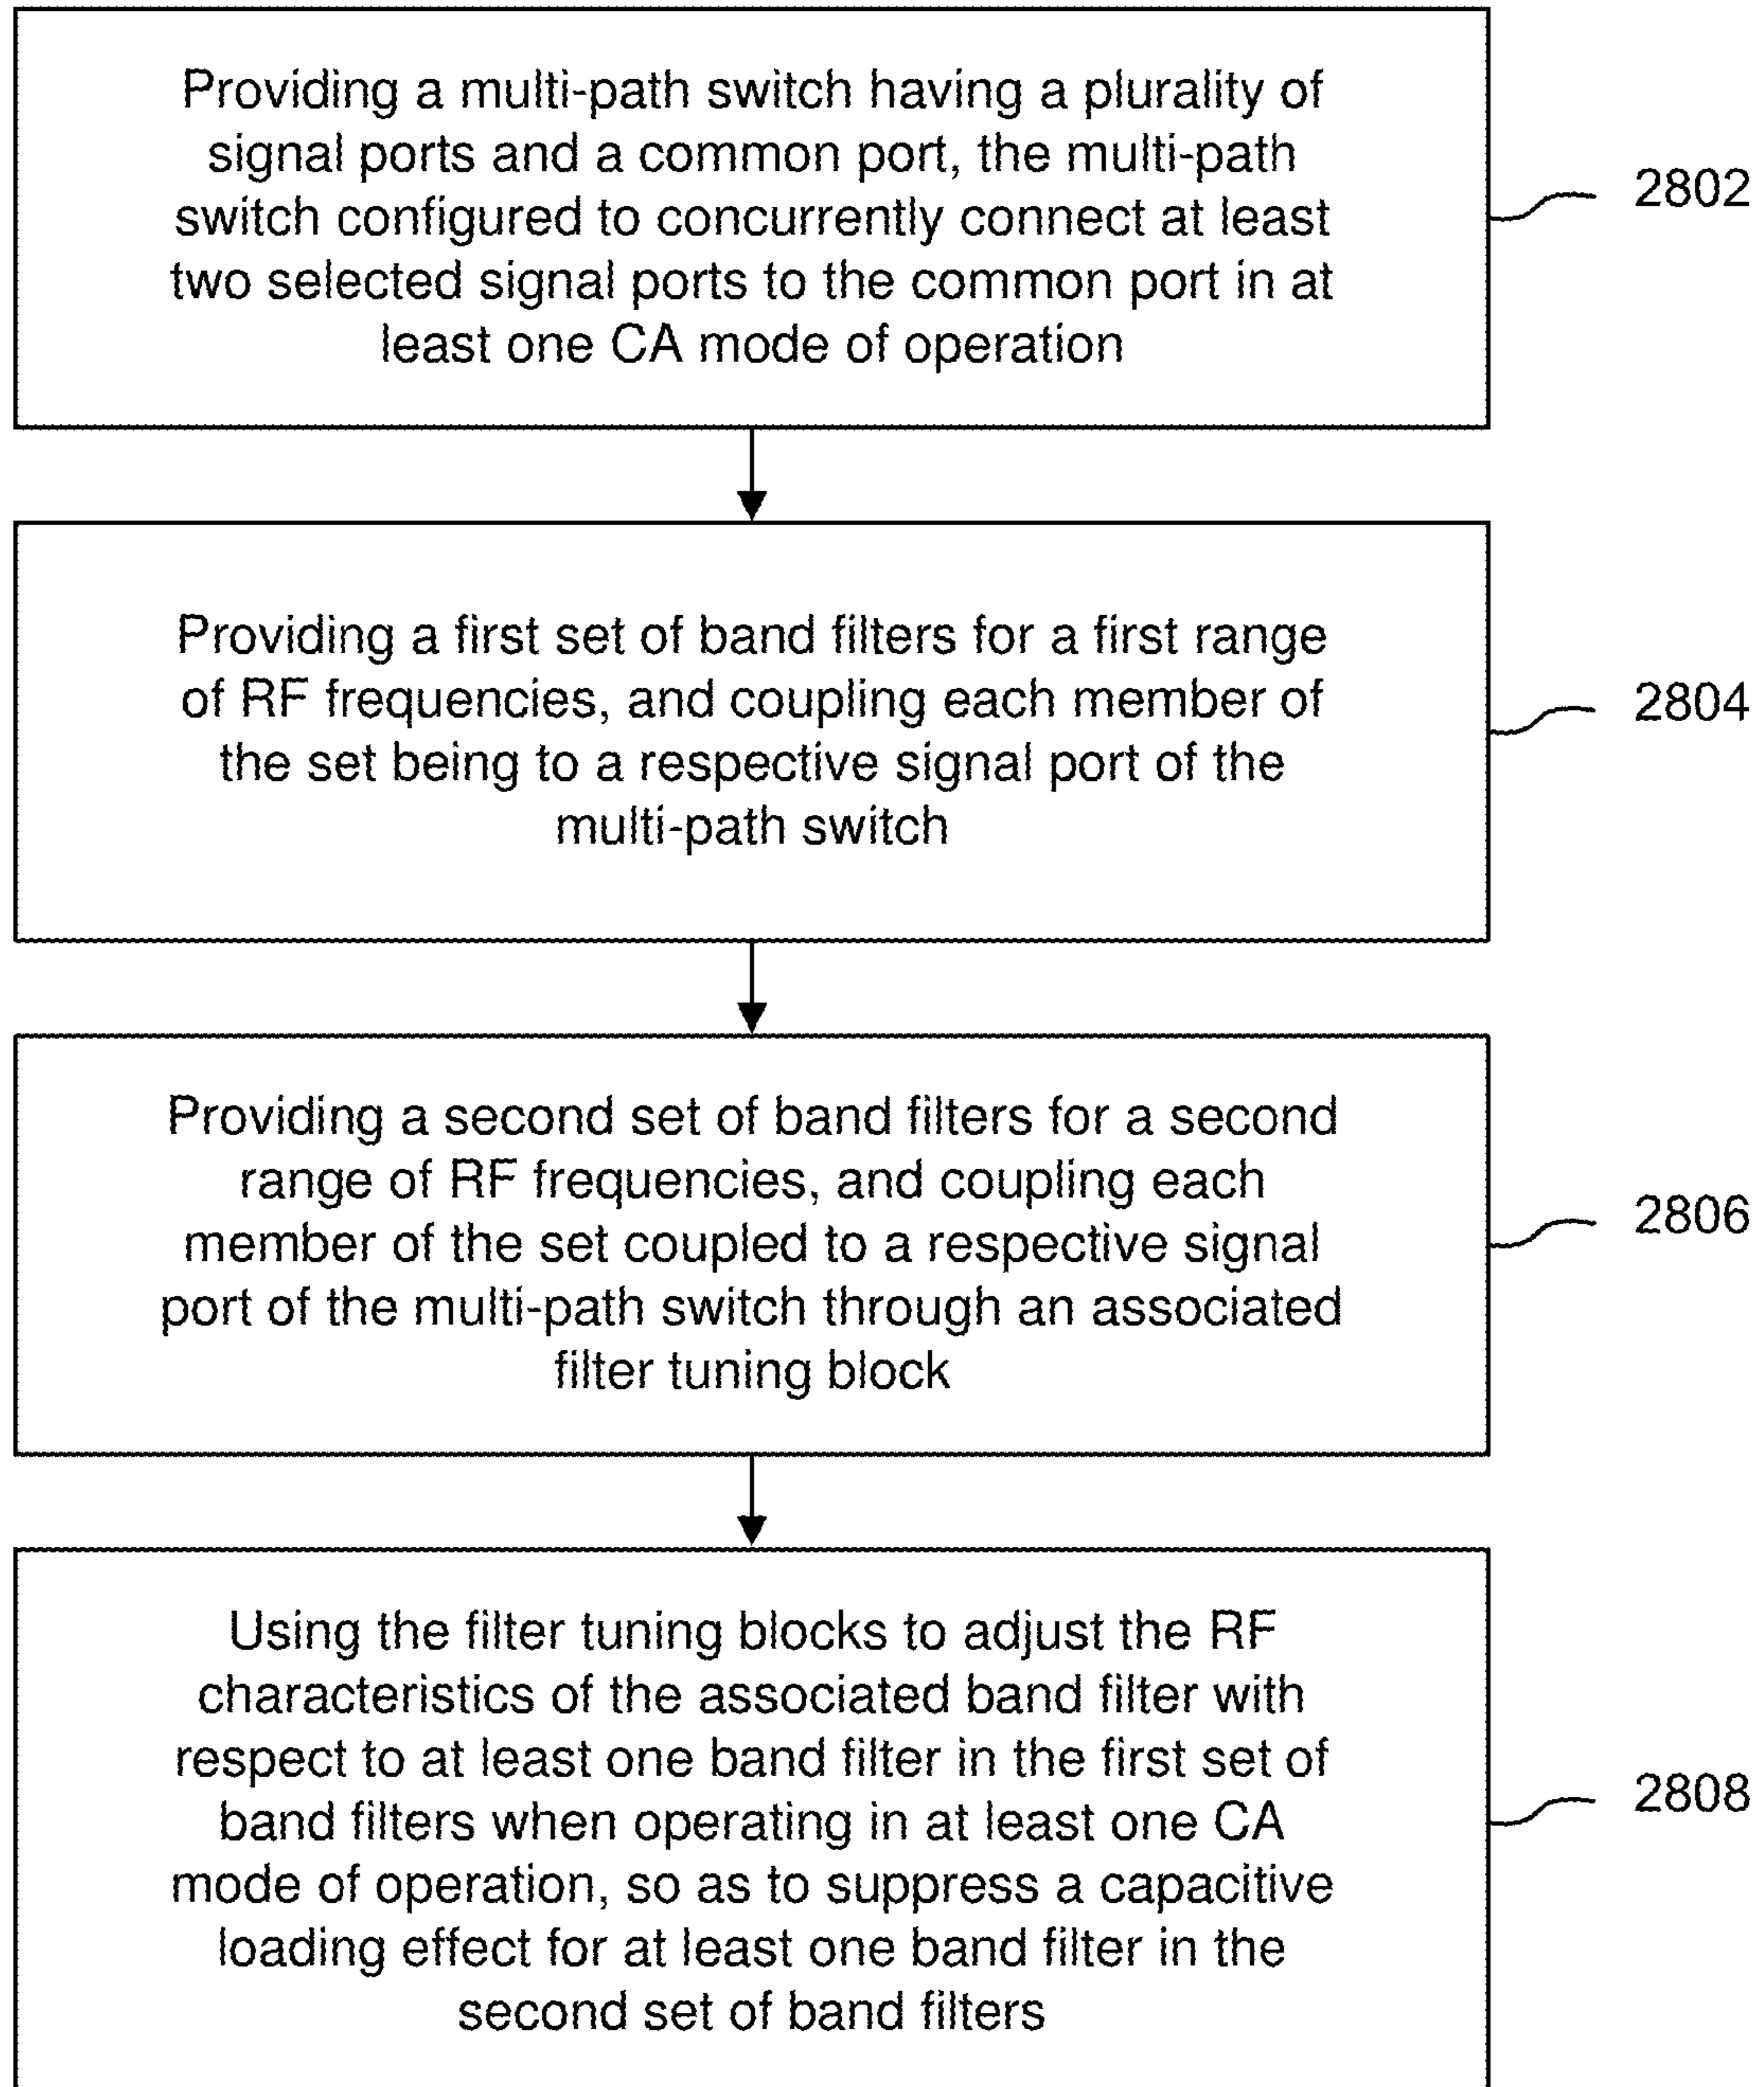 Providing a multi-path switch having a plurality of
signal ports and a common port, the multi-path
switch configured to concurrently connect at least
two selected signal ports to the common port in at
least one CA mode of operation
2802
Providing a first set of band filters for a first range
of RF frequencies, and coupling each member of
the set being to a respective signal port of the
multi-path switch
2804
Providing a second set of band filters for a second
range of RF frequencies, and coupling each
member of the set coupled to a respective signal
port of the multi-path switch through an associated
filter tuning block
2806
Using the filter tuning blocks to adjust the RF
characteristics of the associated band filter with
respect to at least one band filter in the first set of
band filters when operating in at least one CA
mode of operation, so as to suppress a capacitive
loading effect for at least one band filter in the
second set of band filters
2808